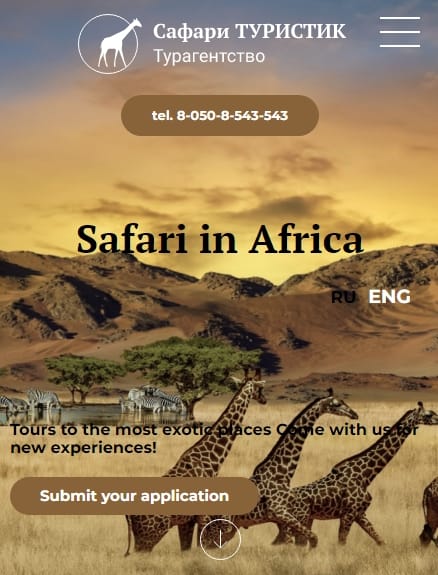 Сафари ТУРИСТИК
Турагентство
tel. 8-050-8-543-543
Safari in Africa
RU ENG
Tours to the most exotic places Come with us for
new experiences!
Submit your application